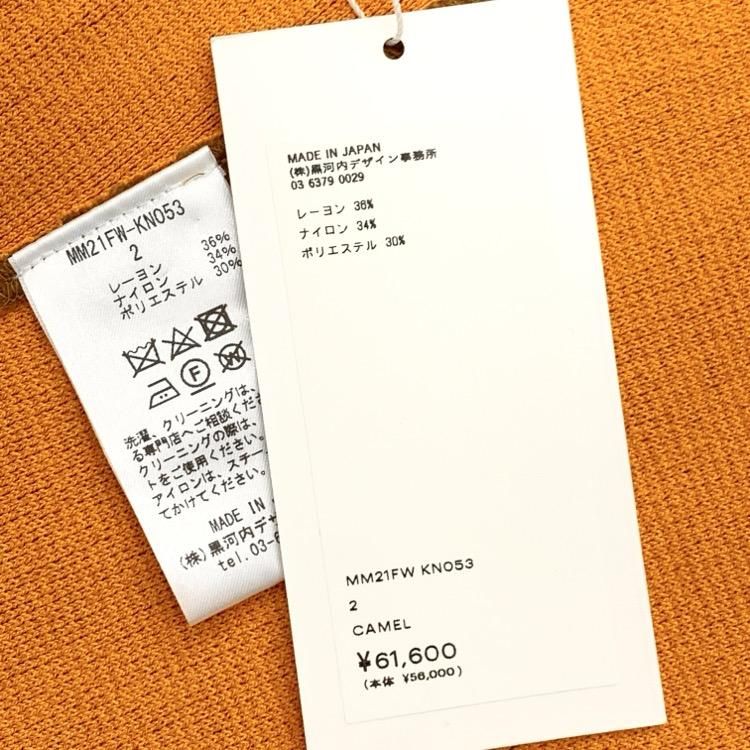 MADE IN JAPAN
(株)黒河内デザイン事務所
03 6379 0029
レーヨン 36%
ナイロン 34%
ポリエステル 30%
MM21FW KN053
2
CAMEL
¥61,600
(本体 ¥56,000)
MM21FW-KN053
2
レーヨン 36%
ナイロン 34%
ポリエステル 30%
F
W
洗濯、クリーニングは、
る専門店へご相談くださ
クリーニングの際は、
トをご使用ください。
アイロンは、スチー
てかけてください。
MADE IN
(株)黒河内デザ
tel.03-6